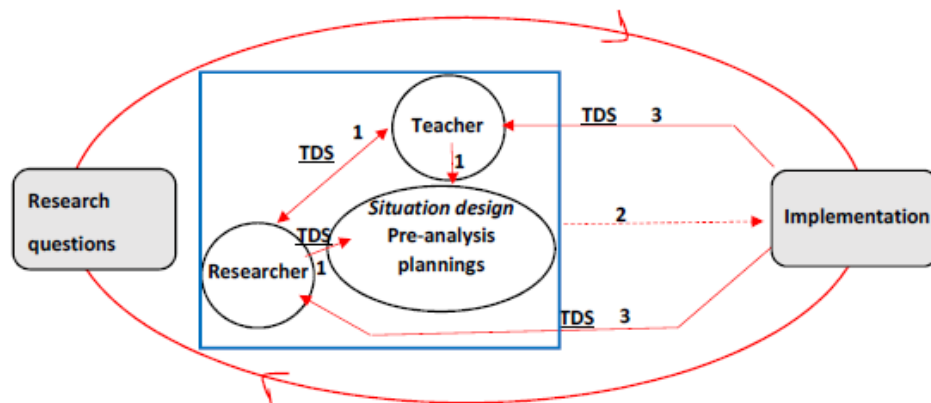 TDS 3
Teacher
1
TDS
1
Research
questions
Situation design
Pre-analysis
plannings
2
Implementation
TDS
Researcher
1
TDS 3